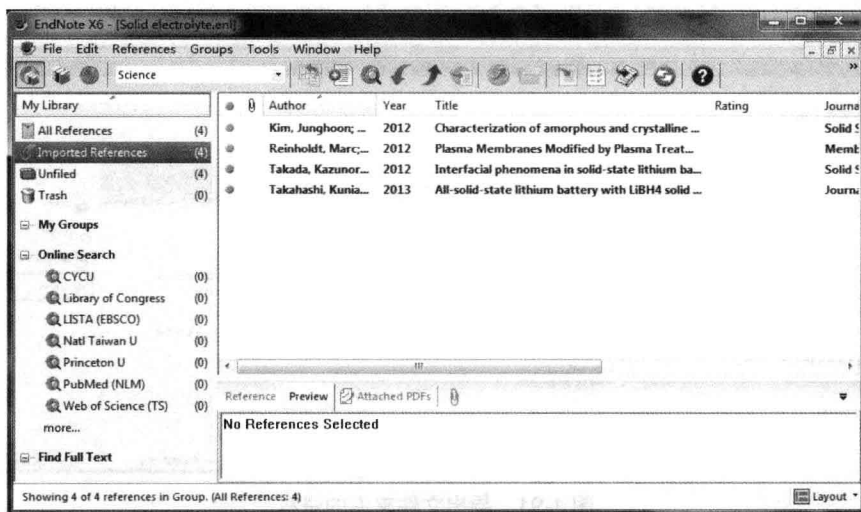 EndNote X6 - [Solid electrolyte.enl]
File Edit References Groups Tools Window Help
Science
My Library
All References (4)
Imported References (4)
Unfiled (4)
Trash (0)
My Groups
Online Search
CYCU (0)
Library of Congress (0)
LISTA (EBSCO) (0)
Natl Taiwan U (0)
Princeton U (0)
PubMed (NLM) (0)
Web of Science (TS) (0)
more...
Find Full Text
Author Year Title Rating Journa
Kim, Junghoon; ... 2012 Characterization of amorphous and crystalline ... Solid S
Reinholdt, Marc;... 2012 Plasma Membranes Modified by Plasma Treat... Memb
Takada, Kazunor... 2012 Interfacial phenomena in solid-state lithium ba... Solid S
Takahashi, Kunia... 2013 All-solid-state lithium battery with LiBH4 solid ... Journa
Reference Preview Attached PDFs
No References Selected
Showing 4 of 4 references in Group. (All References: 4)
Layout